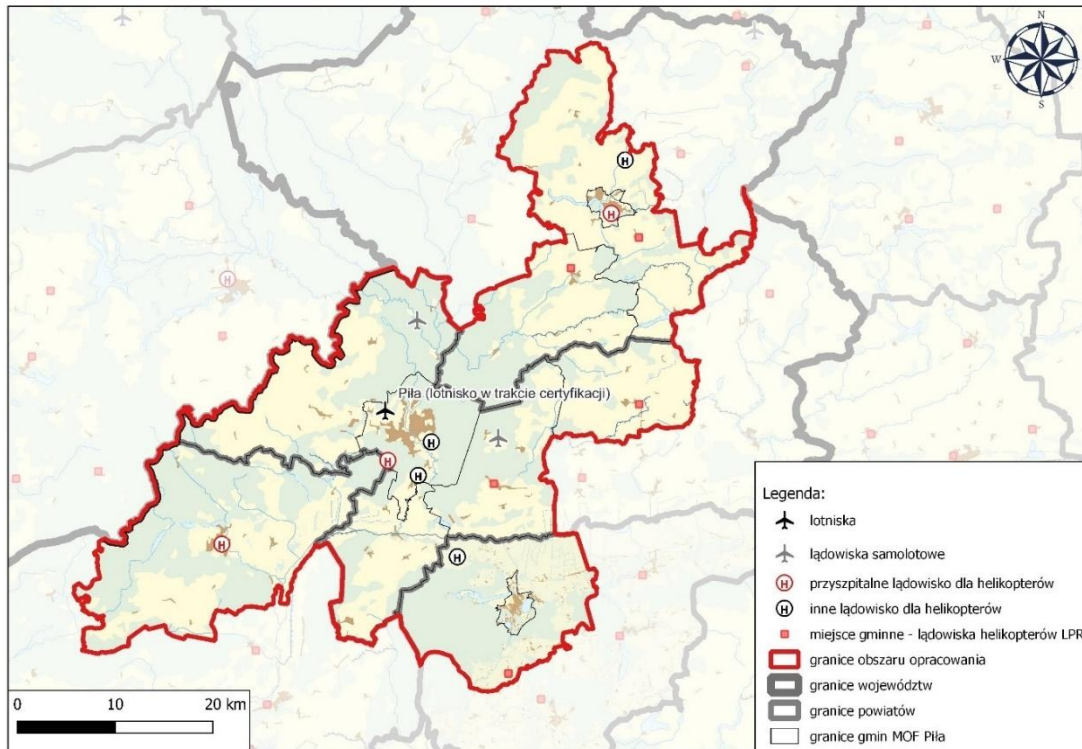 N
W
E
S
Piła (lotnisko w trakcie certyfikacji)
H
H
H
H
H
H
H
H
Legenda:
lotniska
lądowiska samolotowe
H przyszpitalne lądowisko dla helikopterów
H inne lądowisko dla helikopterów
miejsce gminne - lądowiska helikopterów LPR
granice obszaru opracowania
granice województw
granice powiatów
granice gmin MOF Piła
0 10 20 km